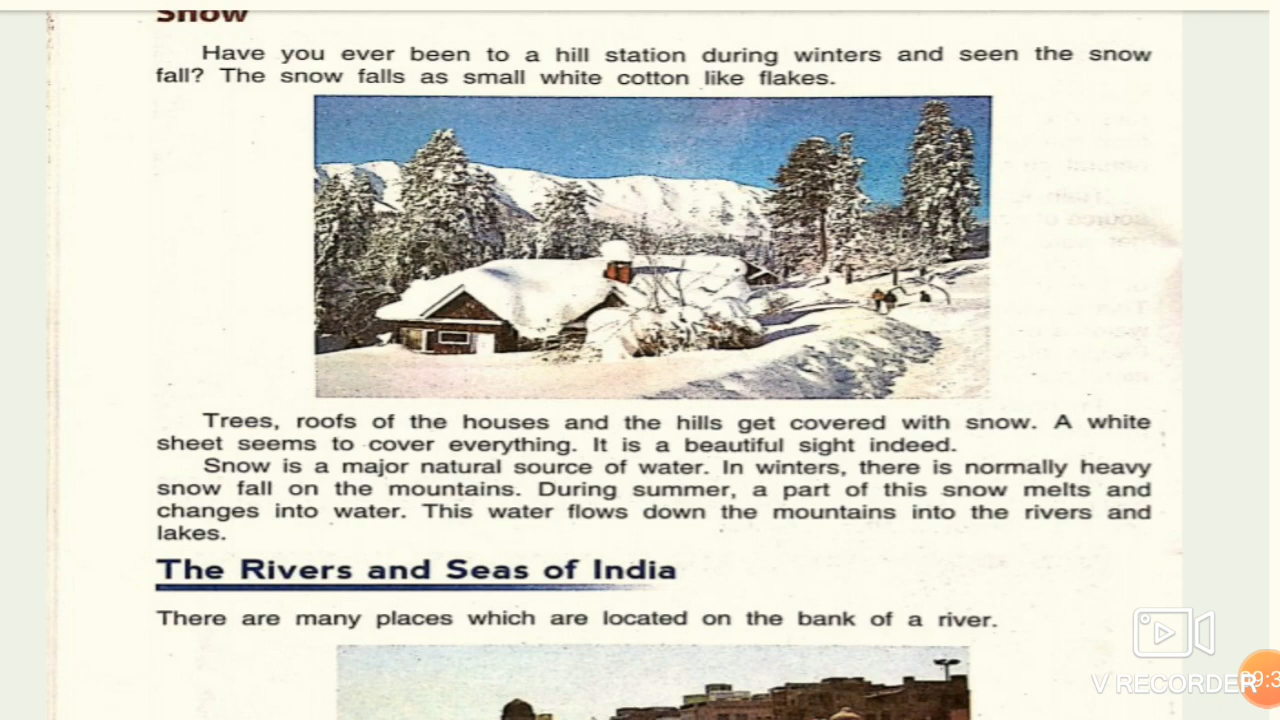 Snow
Have you ever been to a hill station during winters and seen the snow
fall? The snow falls as small white cotton like flakes.
Trees, roofs of the houses and the hills get covered with snow. A white
sheet seems to cover everything. It is a beautiful sight indeed.
Snow is a major natural source of water. In winters, there is normally heavy
snow fall on the mountains. During summer, a part of this snow melts and
changes into water. This water flows down the mountains into the rivers and
lakes.
The Rivers and Seas of India
There are many places which are located on the bank of a river.
V RECORDER